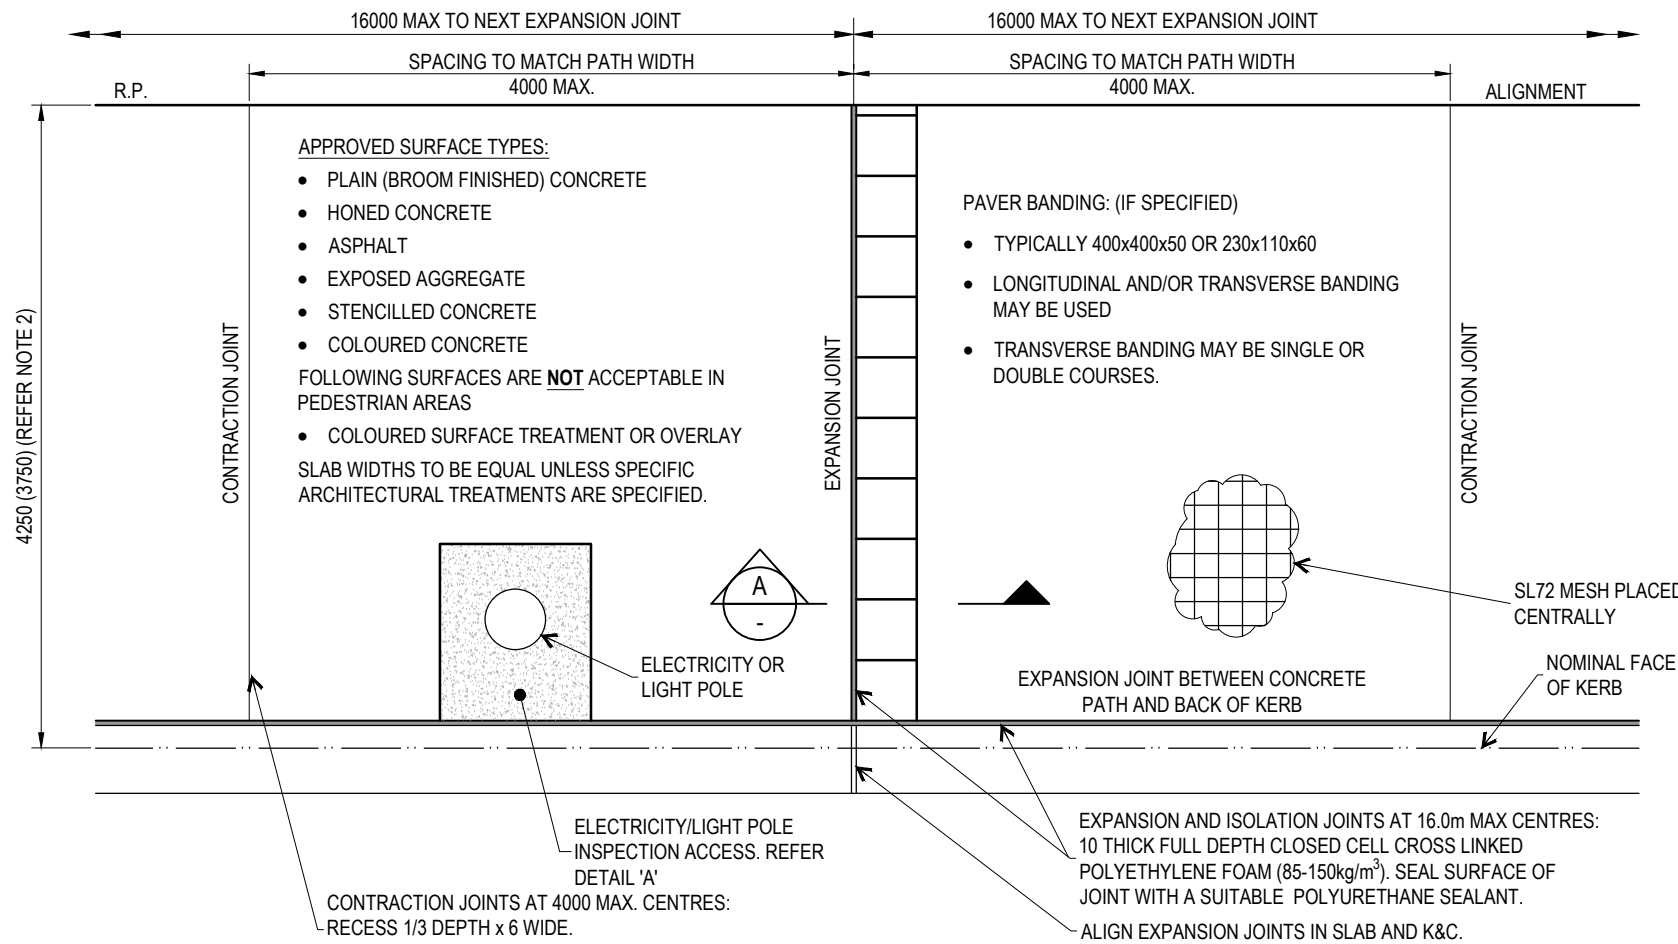 16000 MAX TO NEXT EXPANSION JOINT
16000 MAX TO NEXT EXPANSION JOINT
SPACING TO MATCH PATH WIDTH
4000 MAX.
SPACING TO MATCH PATH WIDTH
4000 MAX.
R.P.
ALIGNMENT
4250 (3750) (REFER NOTE 2)
CONTRACTION JOINT
APPROVED SURFACE TYPES:
• PLAIN (BROOM FINISHED) CONCRETE
• HONED CONCRETE
• ASPHALT
• EXPOSED AGGREGATE
• STENCILLED CONCRETE
• COLOURED CONCRETE
FOLLOWING SURFACES ARE NOT ACCEPTABLE IN
PEDESTRIAN AREAS
• COLOURED SURFACE TREATMENT OR OVERLAY
SLAB WIDTHS TO BE EQUAL UNLESS SPECIFIC
ARCHITECTURAL TREATMENTS ARE SPECIFIED.
EXPANSION JOINT
PAVER BANDING: (IF SPECIFIED)
• TYPICALLY 400x400x50 OR 230x110x60
• LONGITUDINAL AND/OR TRANSVERSE BANDING
MAY BE USED
• TRANSVERSE BANDING MAY BE SINGLE OR
DOUBLE COURSES.
CONTRACTION JOINT
A
-
ELECTRICITY OR
LIGHT POLE
SL72 MESH PLACED
CENTRALLY
EXPANSION JOINT BETWEEN CONCRETE
PATH AND BACK OF KERB
NOMINAL FACE
OF KERB
ELECTRICITY/LIGHT POLE
INSPECTION ACCESS. REFER
DETAIL 'A'
CONTRACTION JOINTS AT 4000 MAX. CENTRES:
RECESS 1/3 DEPTH x 6 WIDE.
EXPANSION AND ISOLATION JOINTS AT 16.0m MAX CENTRES:
10 THICK FULL DEPTH CLOSED CELL CROSS LINKED
POLYETHYLENE FOAM (85-150kg/m³). SEAL SURFACE OF
JOINT WITH A SUITABLE POLYURETHANE SEALANT.
ALIGN EXPANSION JOINTS IN SLAB AND K&C.